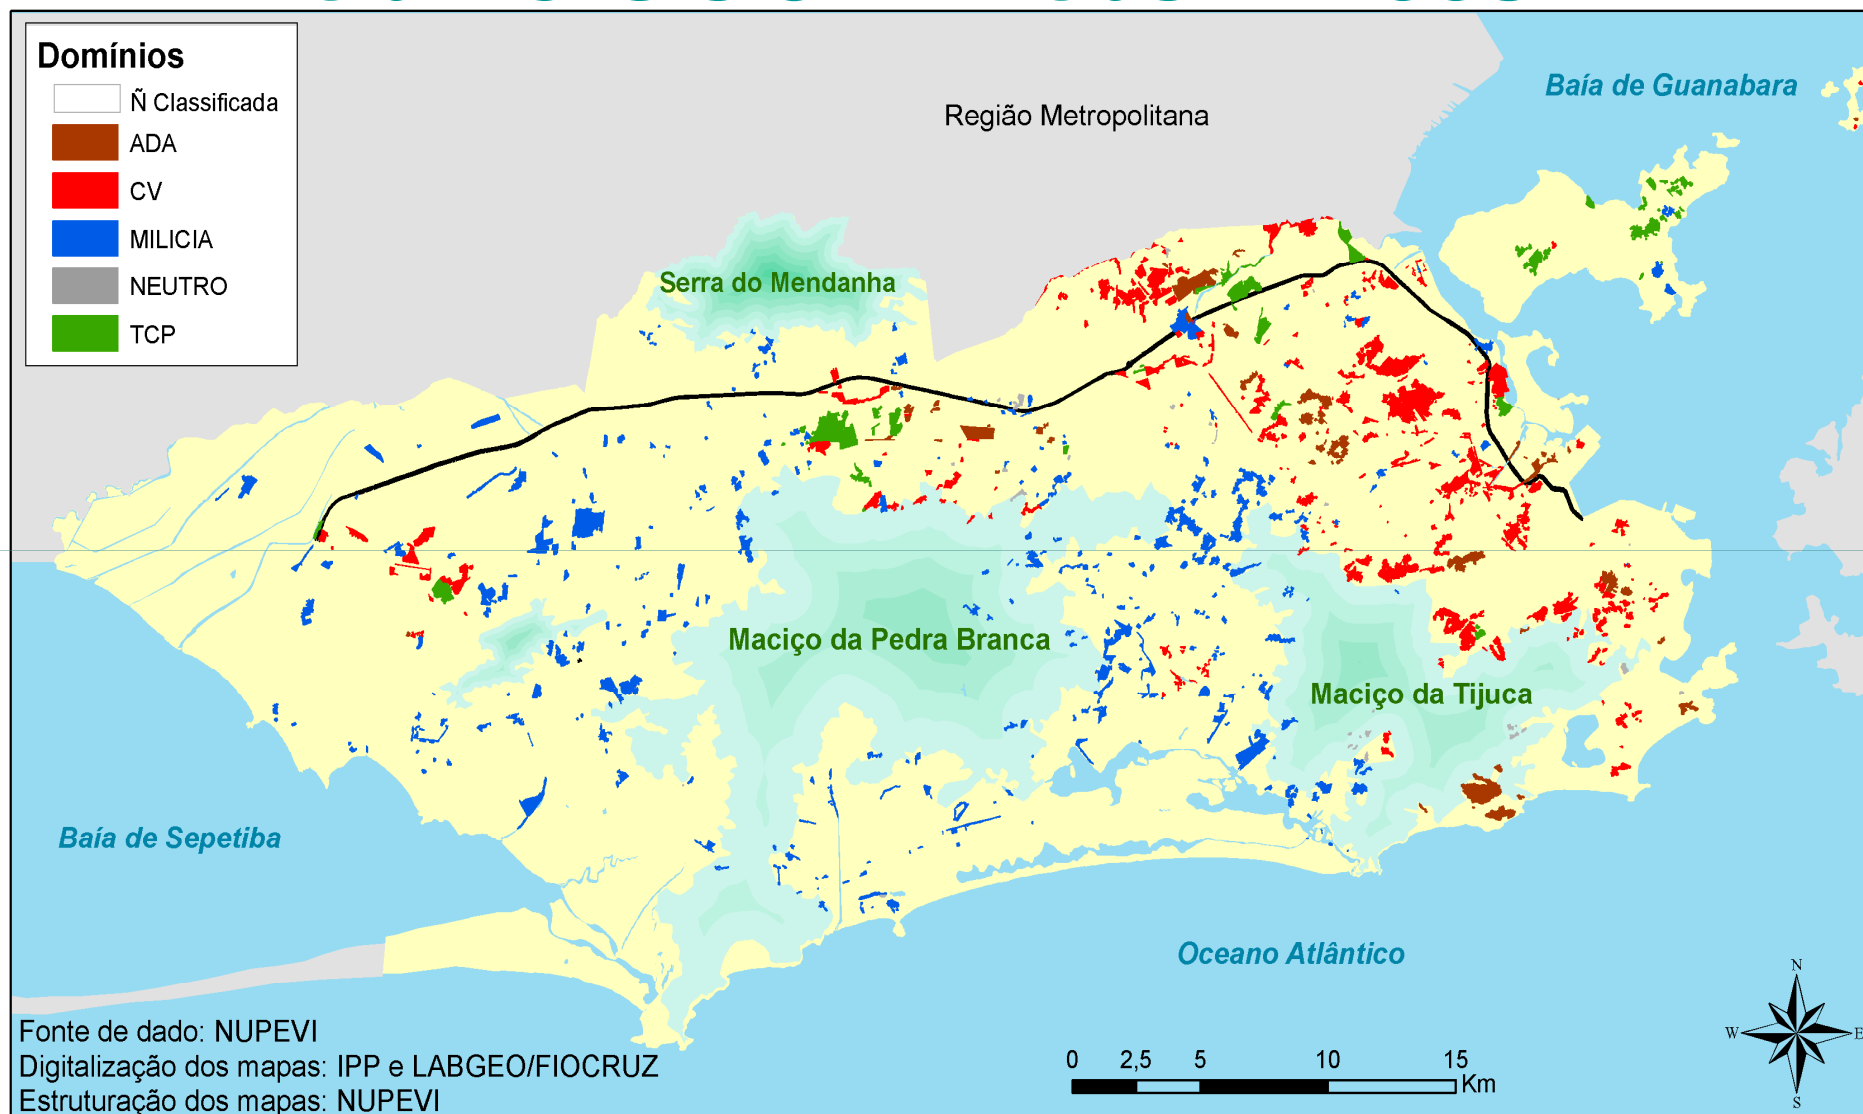 Domínios
Ñ Classificada
ADA
CV
MILICIA
NEUTRO
TCP
Região Metropolitana
Baía de Guanabara
Serra do Mendanha
Maciço da Pedra Branca
Maciço da Tijuca
Baía de Sepetiba
Oceano Atlântico
Fonte de dado: NUPEVI
Digitalização dos mapas: IPP e LABGEO/FIOCRUZ
Estruturação dos mapas: NUPEVI
0 2,5 5 10 15
Km
N
W E
S